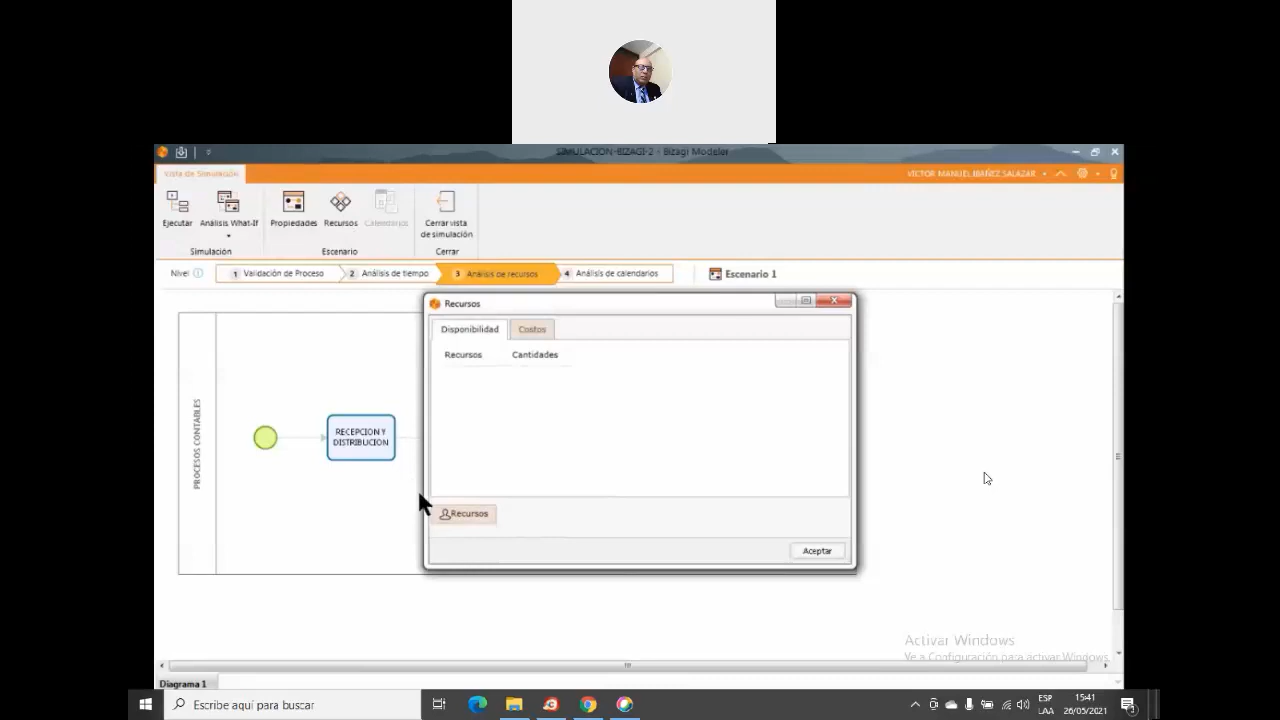 SIMULACION-BIZAGI-2 - Bizagi Modeler
Vista de Simulación
VICTOR MANUEL IBAÑEZ SALAZAR
Ejecutar
Análisis What-If
Propiedades
Recursos
Calendarios
Cerrar vista
de simulación
Simulación
Escenario
Cerrar
Nivel
1 Validación de Proceso
2 Análisis de tiempo
3 Análisis de recursos
4 Análisis de calendarios
Escenario 1
Recursos
Disponibilidad
Costos
Recursos
Cantidades
PROCESOS CONTABLES
RECEPCION Y
DISTRIBUCION
Recursos
Aceptar
Activar Windows
Ve a Configuración para activar Windows.
Diagrama 1
Escribe aquí para buscar
ESP
LAA
15:41
26/05/2021